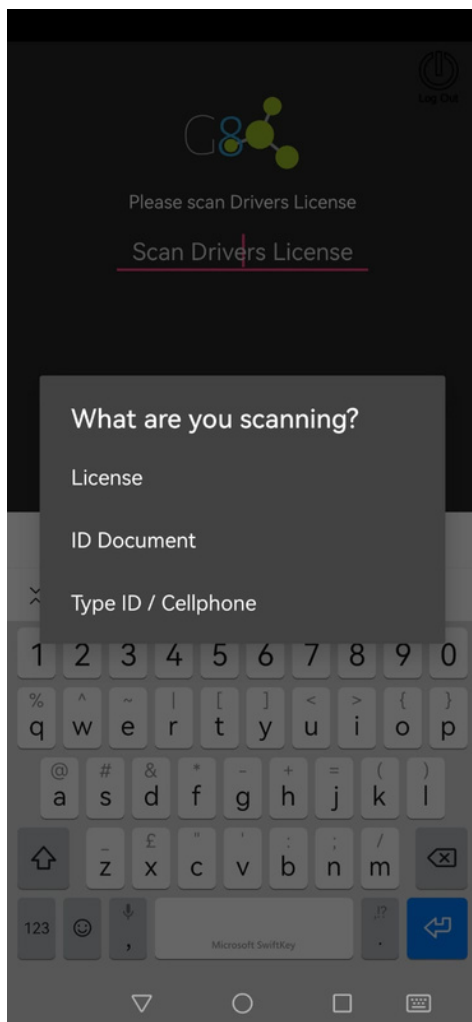 Log Out
G8
Please scan Drivers License
Scan Drivers License
What are you scanning?
License
ID Document
Type ID / Cellphone
1 2 3 4 5 6 7 8 9 0
% ^ ~ | [ ] < > { }
q w e r t y u i o p
@ # & * - + = ( )
a s d f g h j k l
_ £ " ' : ; /
z x c v b n m
123 , Microsoft SwiftKey ,!? .